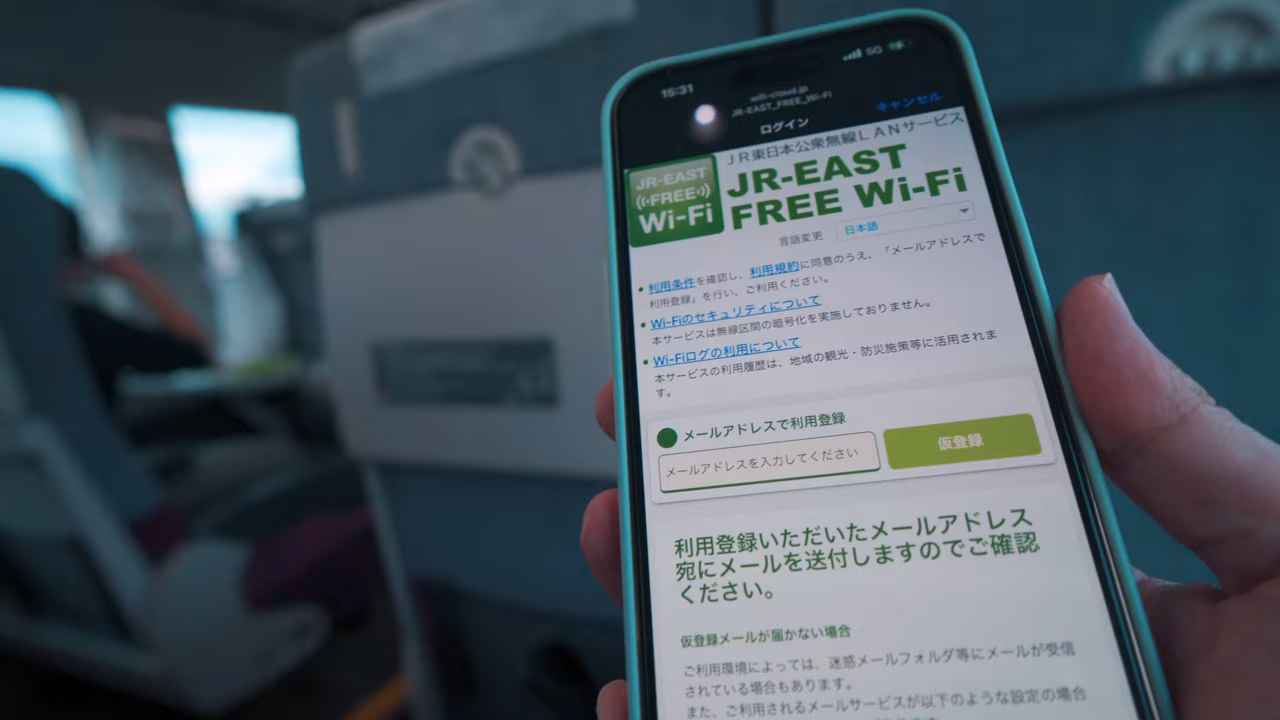 15:31
5G
wifi-cloud.jp
JR-EAST_FREE_Wi-Fi
キャンセル
ログイン
JR東日本公衆無線LANサービス
JR-EAST
FREE
Wi-Fi
JR-EAST
FREE Wi-Fi
言語変更
日本語
利用条件を確認し、利用規約に同意のうえ、「メールアドレスで
利用登録」を行い、ご利用ください。
Wi-Fiのセキュリティについて
本サービスは無線区間の暗号化を実施しておりません。
Wi-Fiログの利用について
本サービスの利用履歴は、地域の観光・防災施策等に活用されま
す。
メールアドレスで利用登録
メールアドレスを入力してください
仮登録
利用登録いただいたメールアドレス
宛にメールを送付しますのでご確認
ください。
仮登録メールが届かない場合
ご利用環境によっては、迷惑メールフォルダ等にメールが受信
されている場合もあります。
また、ご利用されるメールサービスが以下のような設定の場合